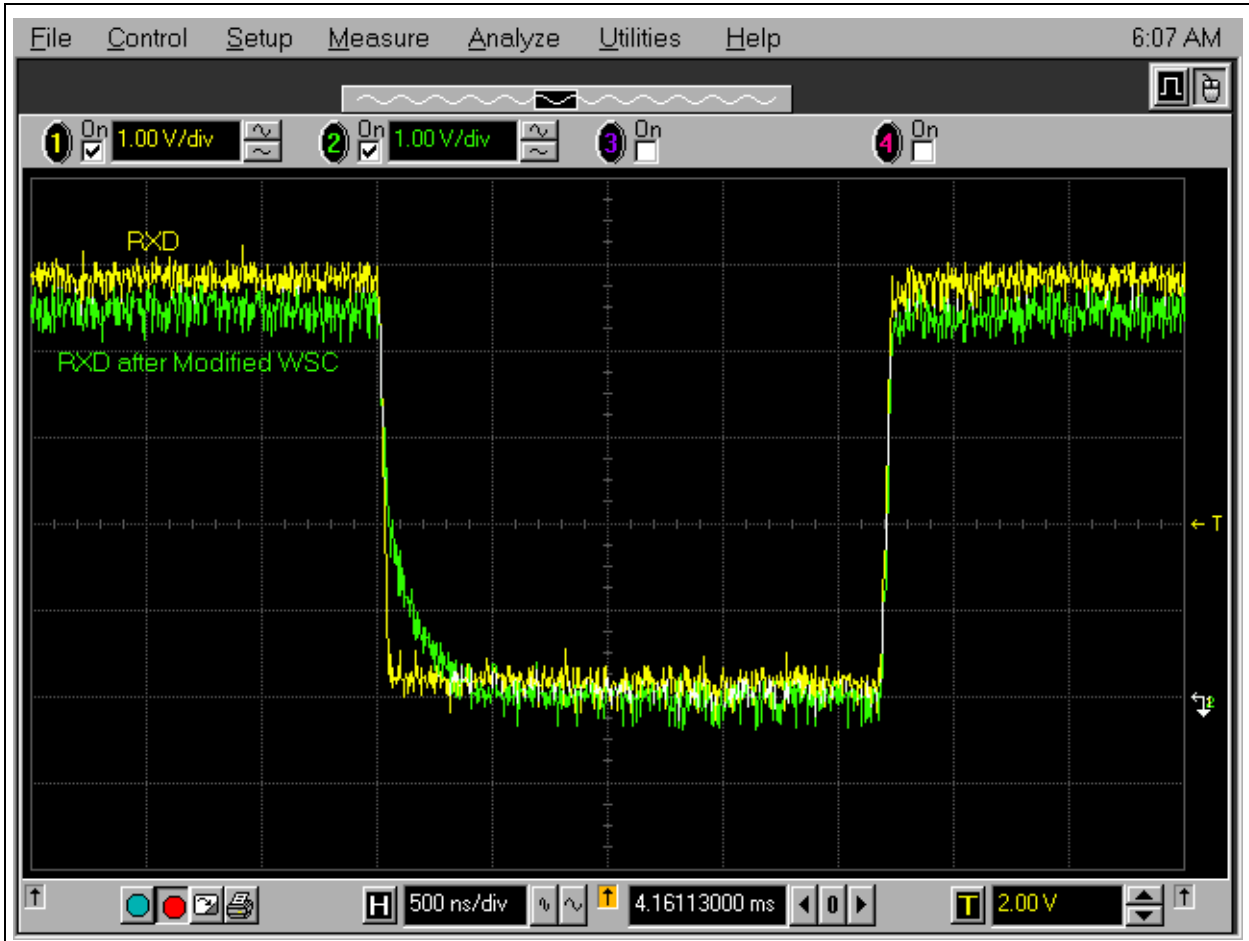 File Control Setup Measure Analyze Utilities Help 6:07 AM
1 On 1.00 V/div 2 On 1.00 V/div 3 On 4 On
RXD
RXD after Modified WSC
T
H 500 ns/div 4.16113000 ms 0 T 2.00 V